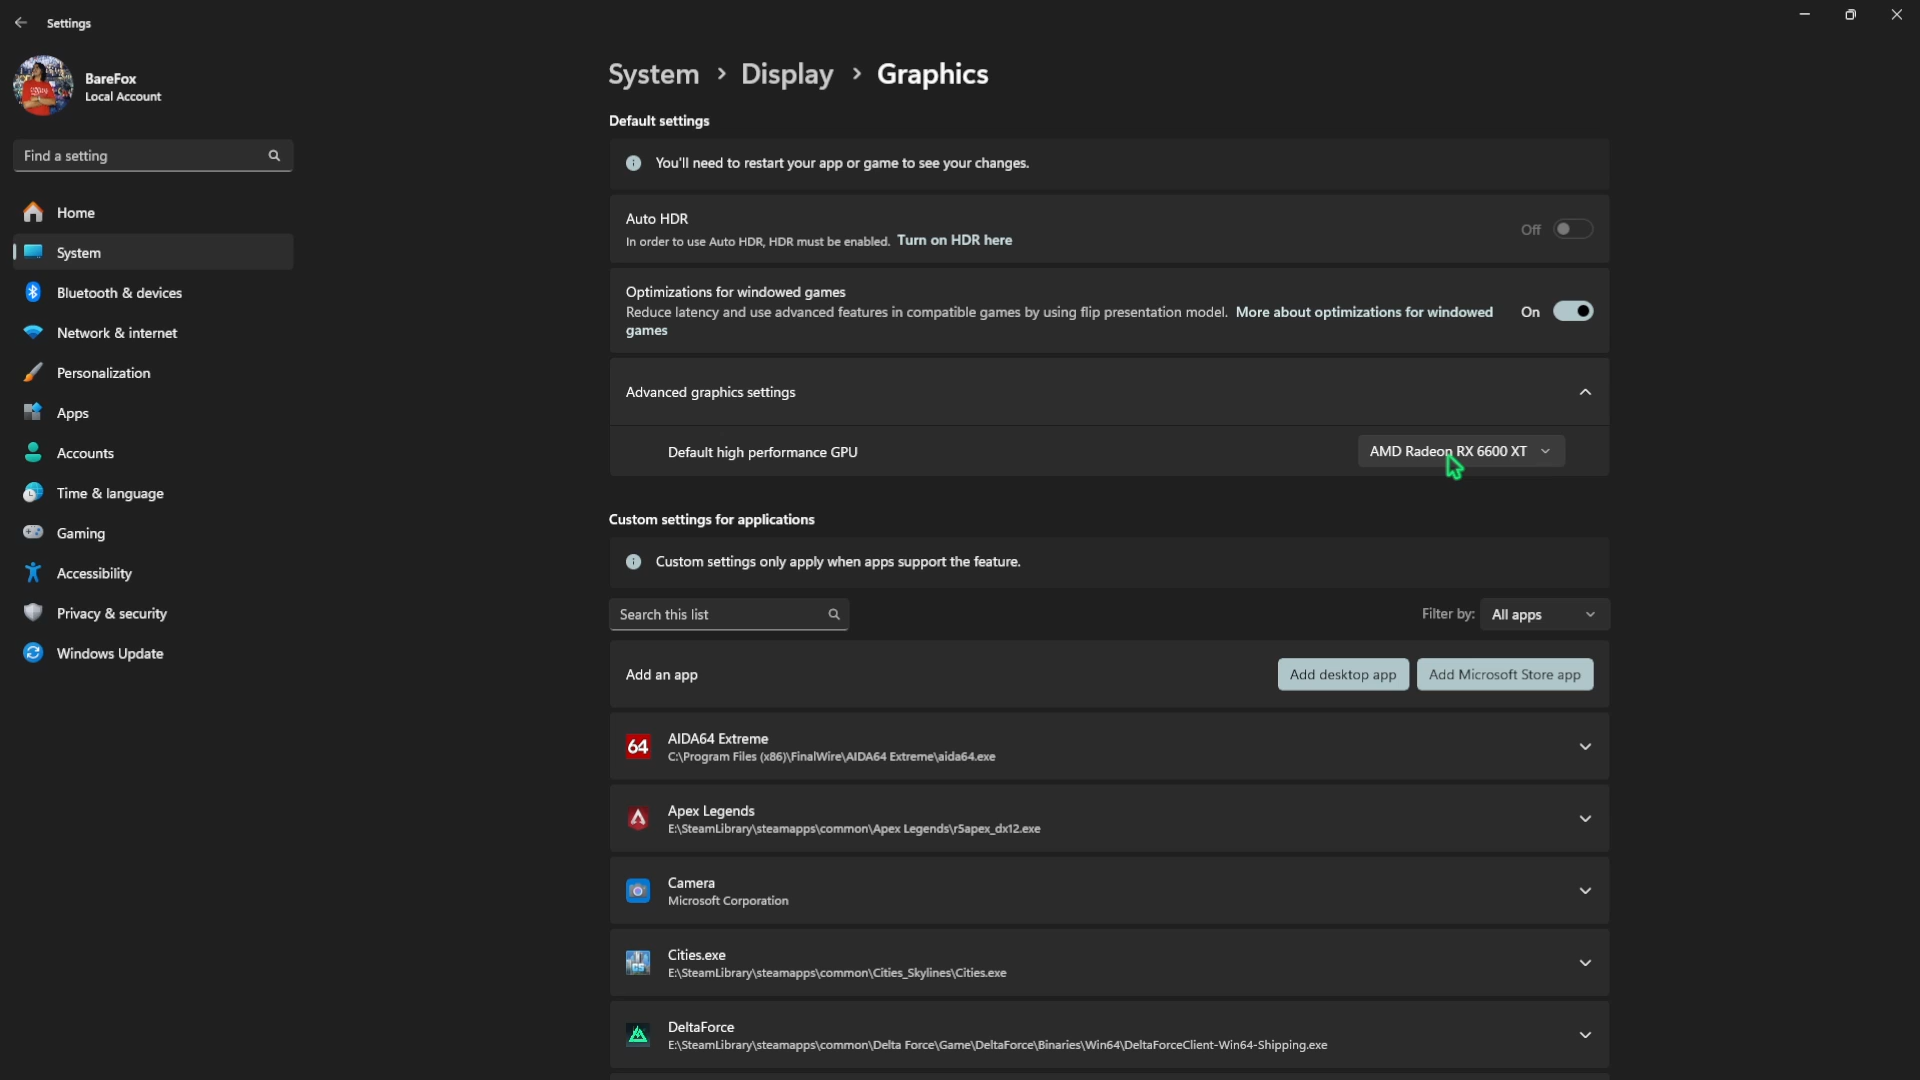 Settings
BareFox
Local Account
Find a setting
Home
System
Bluetooth & devices
Network & internet
Personalization
Apps
Accounts
Time & language
Gaming
Accessibility
Privacy & security
Windows Update
System > Display > Graphics
Default settings
You'll need to restart your app or game to see your changes.
Auto HDR
In order to use Auto HDR, HDR must be enabled. Turn on HDR here
Off
Optimizations for windowed games
Reduce latency and use advanced features in compatible games by using flip presentation model. More about optimizations for windowed
games
On
Advanced graphics settings
Default high performance GPU
AMD Radeon RX 6600 XT
Custom settings for applications
Custom settings only apply when apps support the feature.
Search this list
Filter by: All apps
Add an app
Add desktop app
Add Microsoft Store app
64
AIDA64 Extreme
C:\Program Files (x86)\FinalWire\AIDA64 Extreme\aida64.exe
Apex Legends
E:\SteamLibrary\steamapps\common\Apex Legends\r5apex_dx12.exe
Camera
Microsoft Corporation
CS
Cities.exe
E:\SteamLibrary\steamapps\common\Cities_Skylines\Cities.exe
DeltaForce
E:\SteamLibrary\steamapps\common\Delta Force\Game\DeltaForce\Binaries\Win64\DeltaForceClient-Win64-Shipping.exe